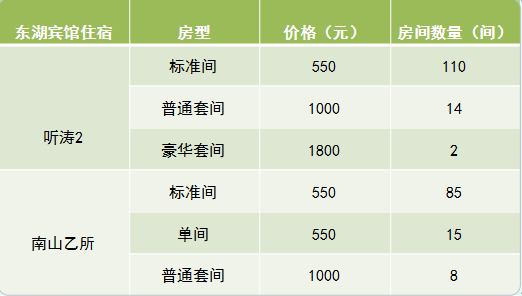 东湖宾馆住宿 房型 价格（元） 房间数量（间）
标准间 550 110
普通套间 1000 14
听涛2
豪华套间 1800 2
标准间 550 85
南山乙所 单间 550 15
普通套间 1000 8